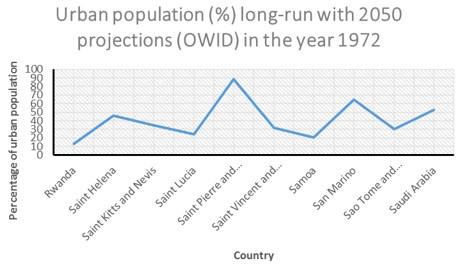 Urban population (%) long-run with 2050
projections (OWID) in the year 1972
Percentage of urban population
100
90
80
70
60
50
40
30
20
10
0
Rwanda
Saint Helena
Saint Kitts and Nevis
Saint Lucia
Saint Pierre and...
Saint Vincent and...
Samoa
San Marino
Sao Tome and...
Saudi Arabia
Country